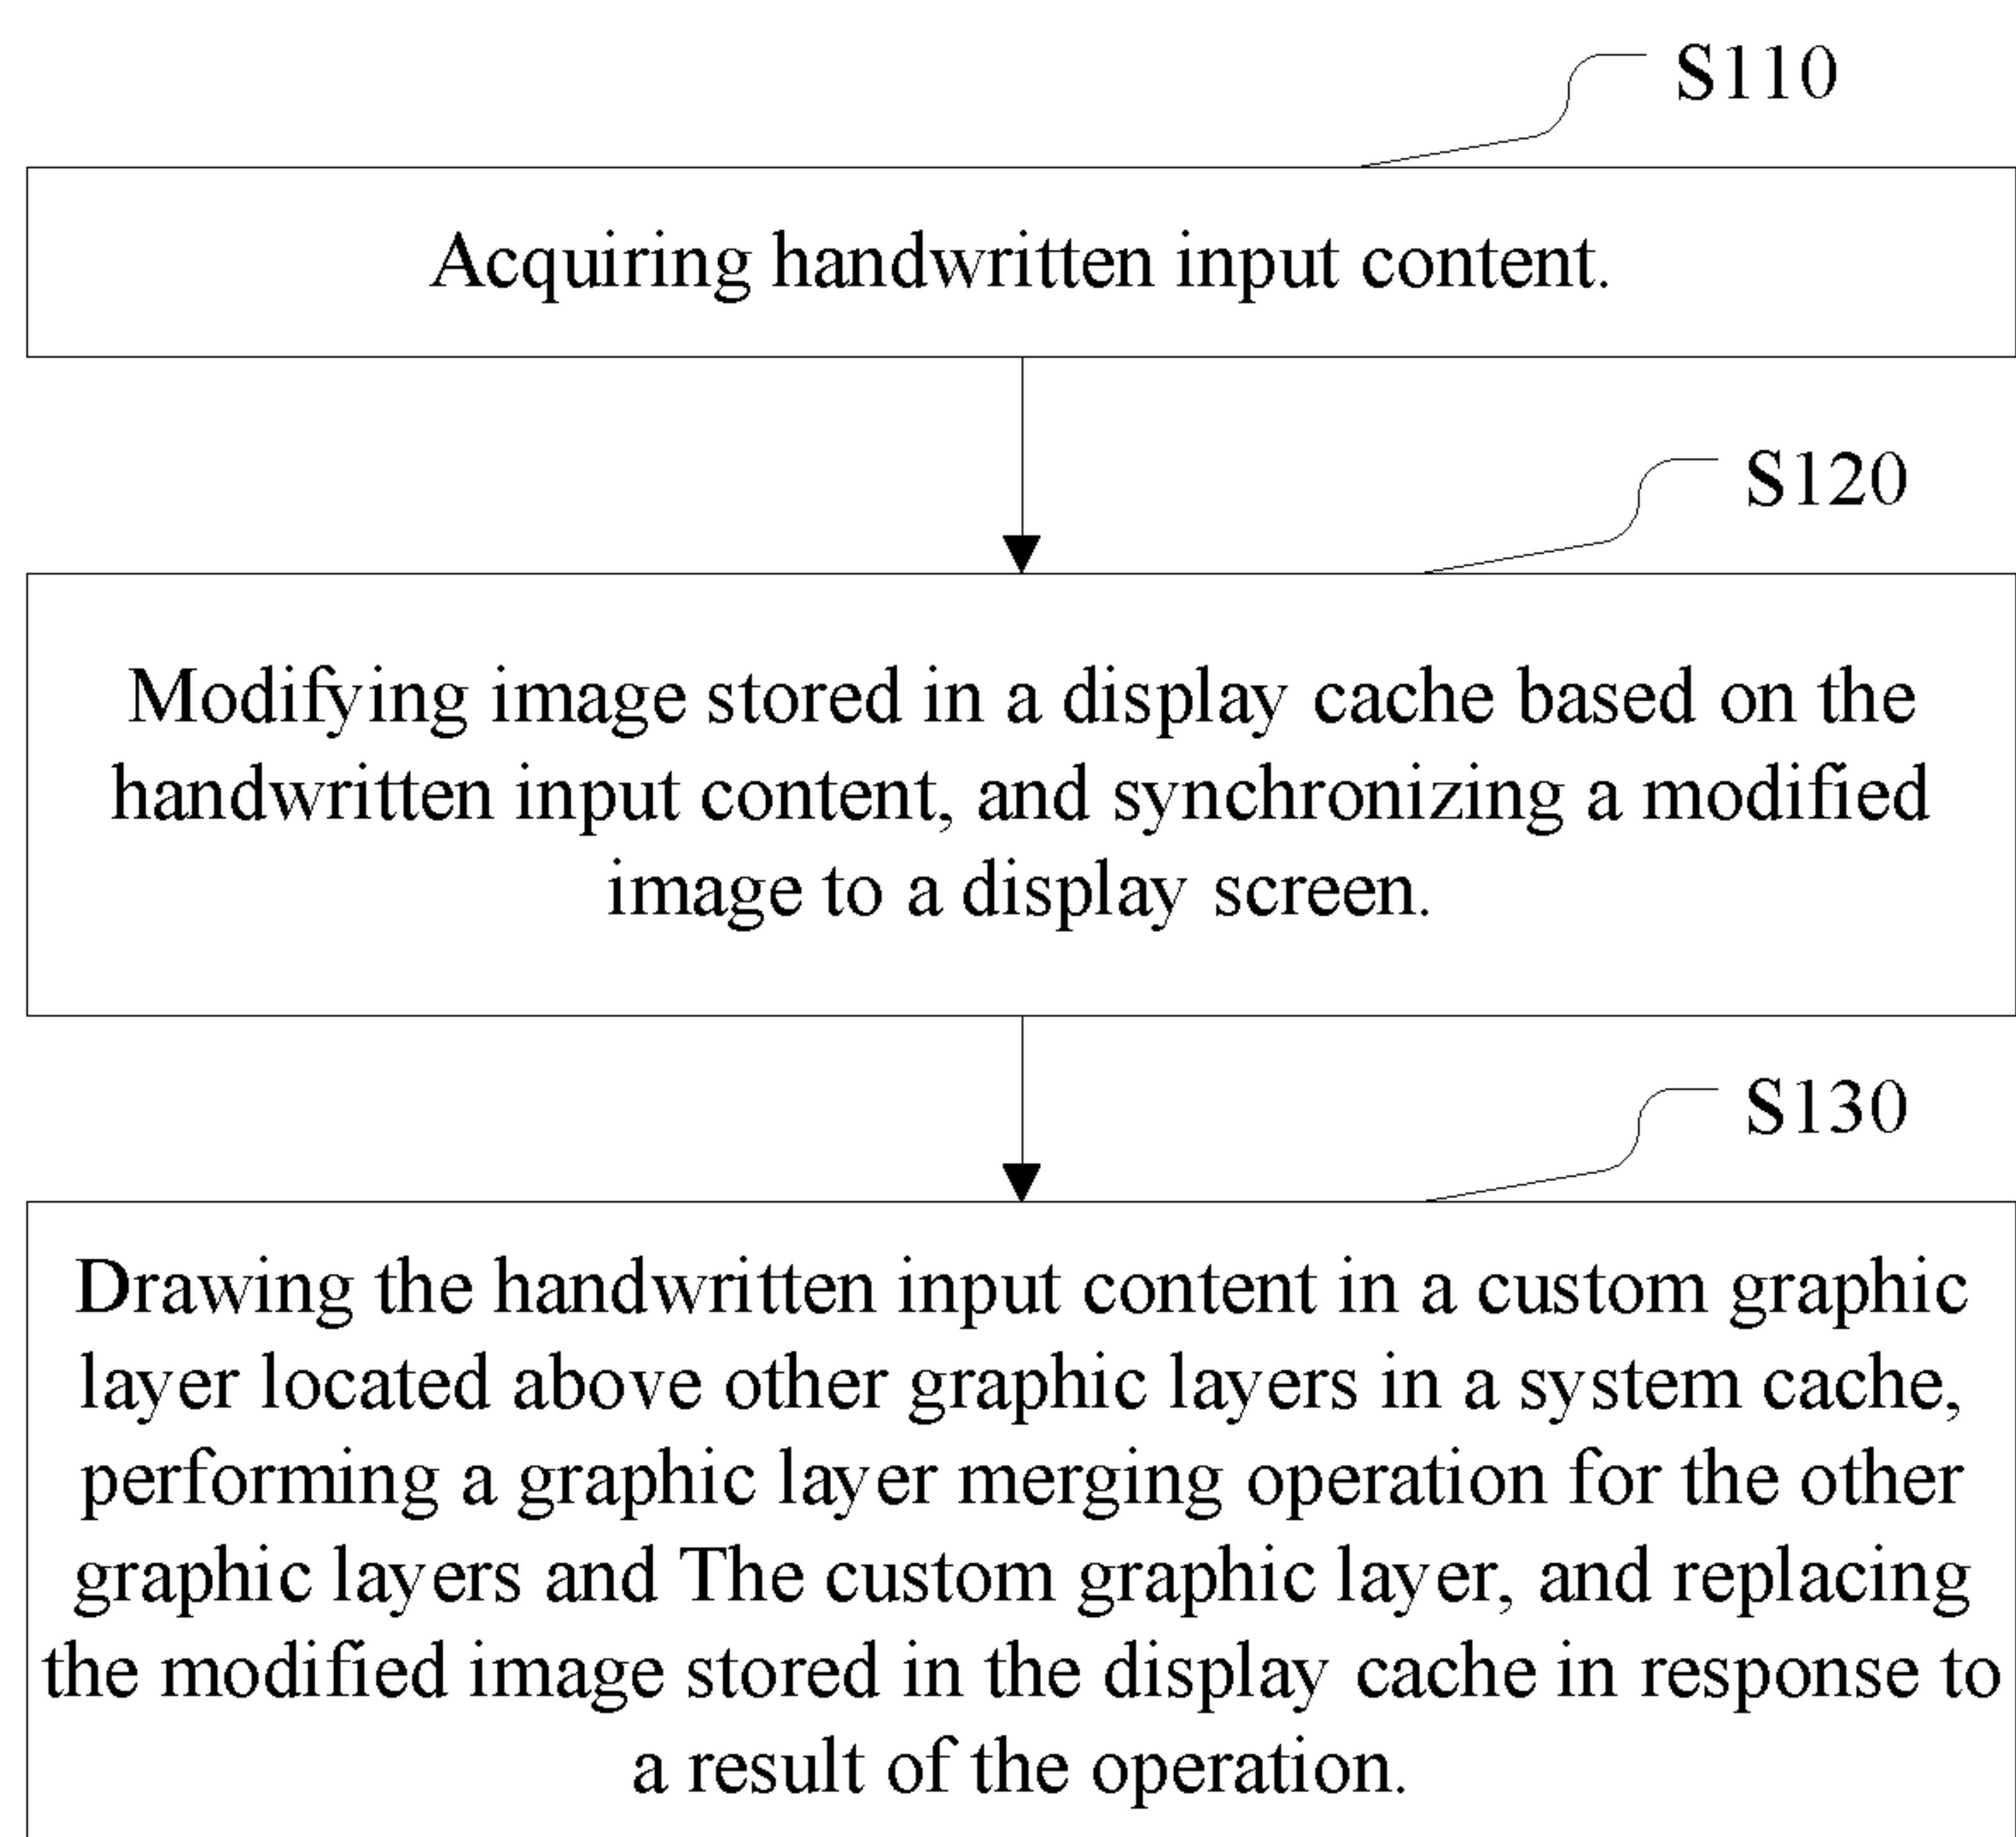 S110
Acquiring handwritten input content.
S120
Modifying image stored in a display cache based on the
handwritten input content, and synchronizing a modified
image to a display screen.
S130
Drawing the handwritten input content in a custom graphic
layer located above other graphic layers in a system cache,
performing a graphic layer merging operation for the other
graphic layers and The custom graphic layer, and replacing
the modified image stored in the display cache in response to
a result of the operation.